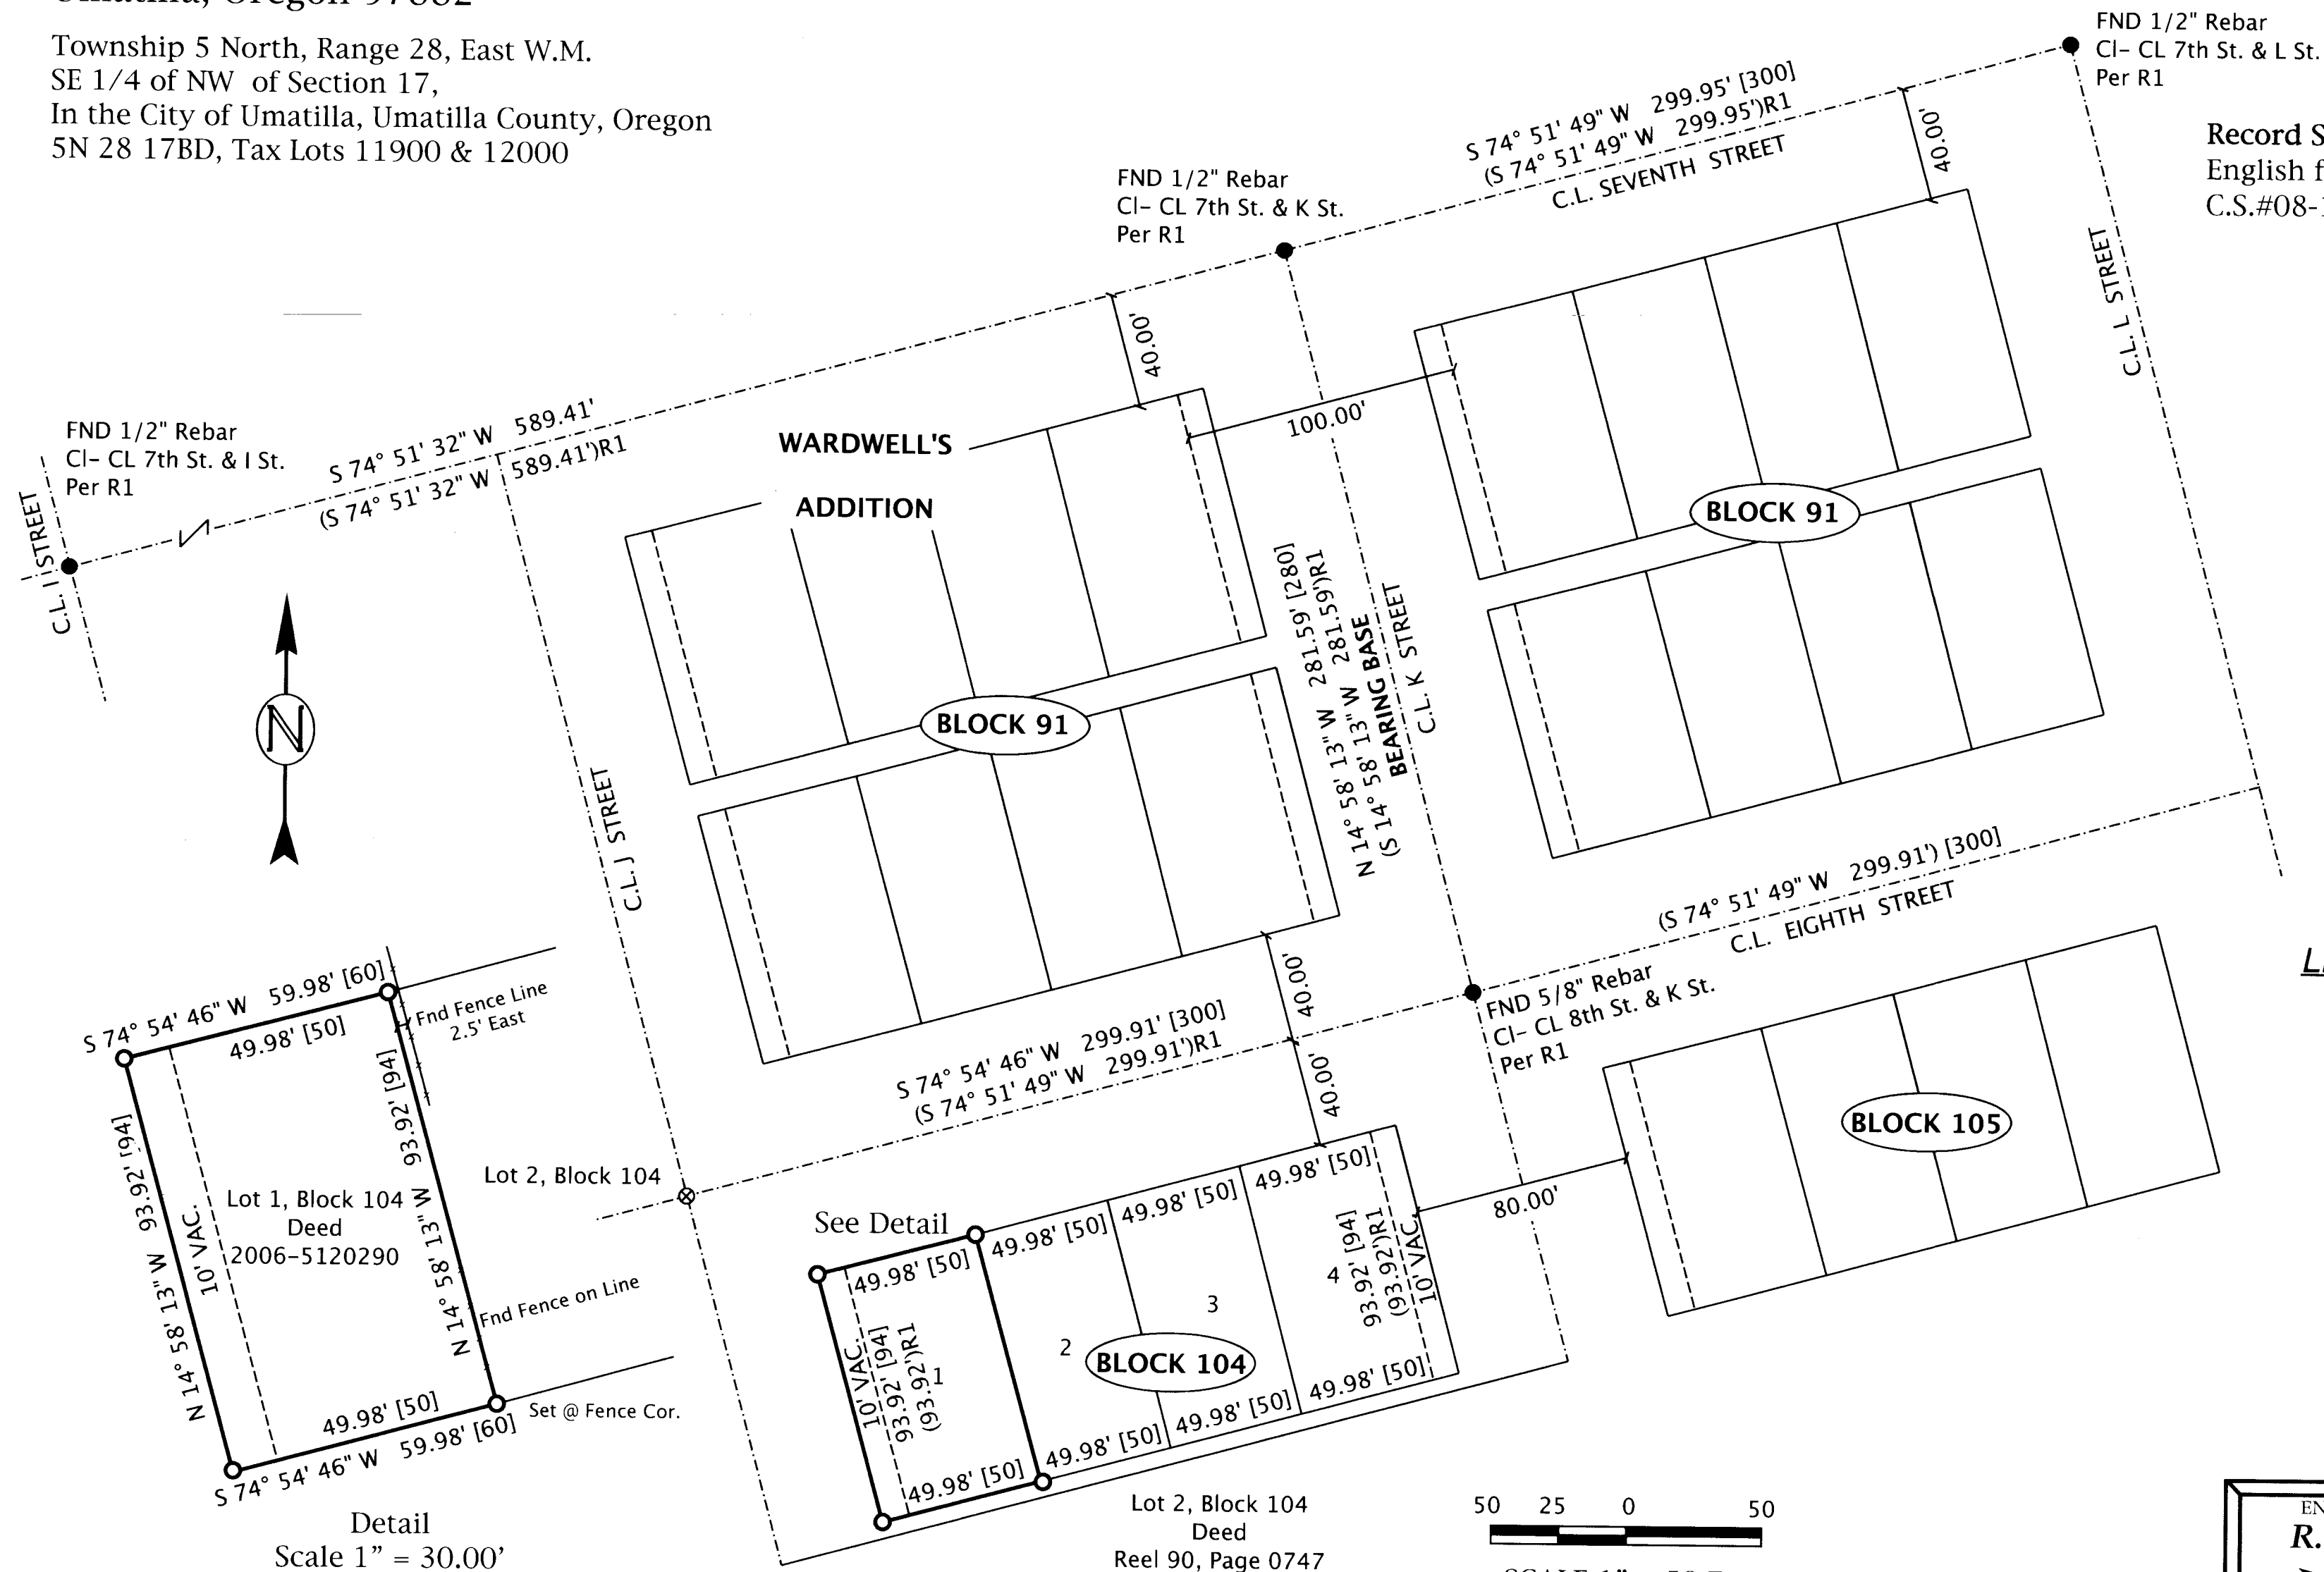 Township 5 North, Range 28, East W.M.
SE 1/4 of NW of Section 17,
In the City of Umatilla, Umatilla County, Oregon
5N 28 17BD, Tax Lots 11900 & 12000
FND 1/2" Rebar
CI- CL 7th St. & L St.
Per R1
S 74° 51' 49" W 299.95' [300]
(S 74° 51' 49" W 299.95')R1
C.L. SEVENTH STREET
40.00'
English f
C.S.#08-
FND 1/2" Rebar
CI- CL 7th St. & K St.
Per R1
C.L. L STREET
40.00'
100.00'
FND 1/2" Rebar
CI- CL 7th St. & I St.
Per R1
S 74° 51' 32" W 589.41'
(S 74° 51' 32" W 589.41')R1
C.L. I STREET
WARDWELL'S
ADDITION
BLOCK 91
BLOCK 91
N
C.L. J STREET
N 14° 58' 13" W 281.59' [280]
(S 14° 58' 13" W 281.59')R1
BEARING BASE
C.L. K STREET
(S 74° 51' 49" W 299.91') [300]
C.L. EIGHTH STREET
FND 5/8" Rebar
CI- CL 8th St. & K St.
Per R1
40.00'
S 74° 54' 46" W 299.91' [300]
(S 74° 51' 49" W 299.91')R1
40.00'
BLOCK 105
80.00'
S 74° 54' 46" W 59.98' [60]
49.98' [50]
Fnd Fence Line
2.5' East
N 14° 58' 13" W 93.92' [94]
10' VAC.
Lot 1, Block 104
Deed
2006-5120290
N 14° 58' 13" W 93.92' [94]
Lot 2, Block 104
Fnd Fence on Line
49.98' [50]
S 74° 54' 46" W 59.98' [60]
Set @ Fence Cor.
Detail
Scale 1" = 30.00'
See Detail
49.98' [50]
49.98' [50]
49.98' [50]
49.98' [50]
10' VAC.
93.92' [94]
(93.92')R1
1
2
3
4
93.92' [94]
(93.92')R1
10' VAC.
BLOCK 104
49.98' [50]
49.98' [50]
49.98' [50]
49.98' [50]
Lot 2, Block 104
Deed
Reel 90, Page 0747
50 25 0 50
R.